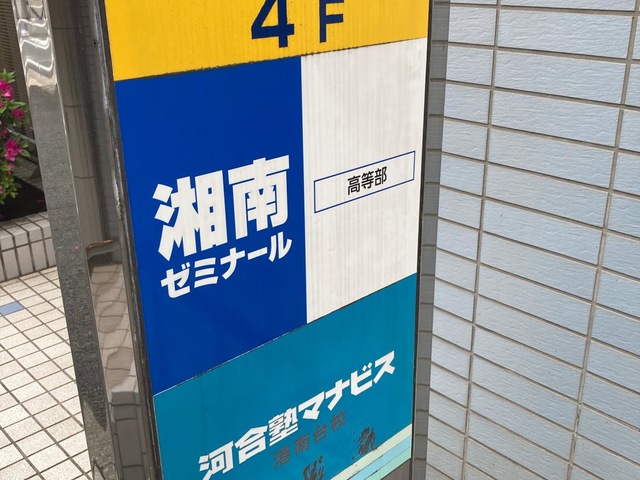 4F
湘南
ゼミナール
高等部
河合塾マナビス
港南台校